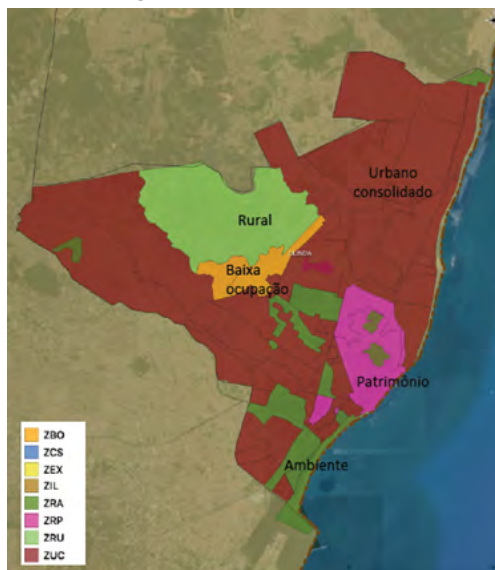 Urbano
consolidado
Rural
Baixa
ocupação
Patrimônio
Ambiente
ZBO
ZCS
ZEX
ZIL
ZRA
ZRP
ZRU
ZUC